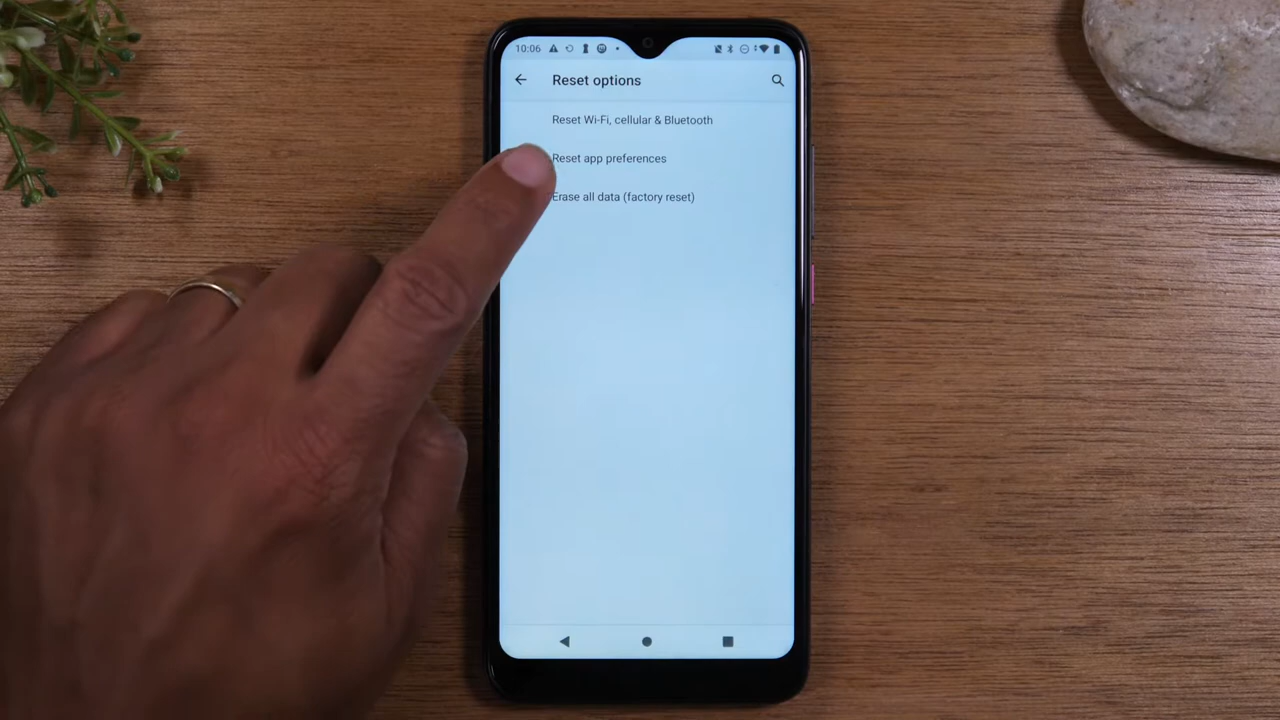 10:06
Reset options
Reset Wi-Fi, cellular & Bluetooth
Reset app preferences
Erase all data (factory reset)